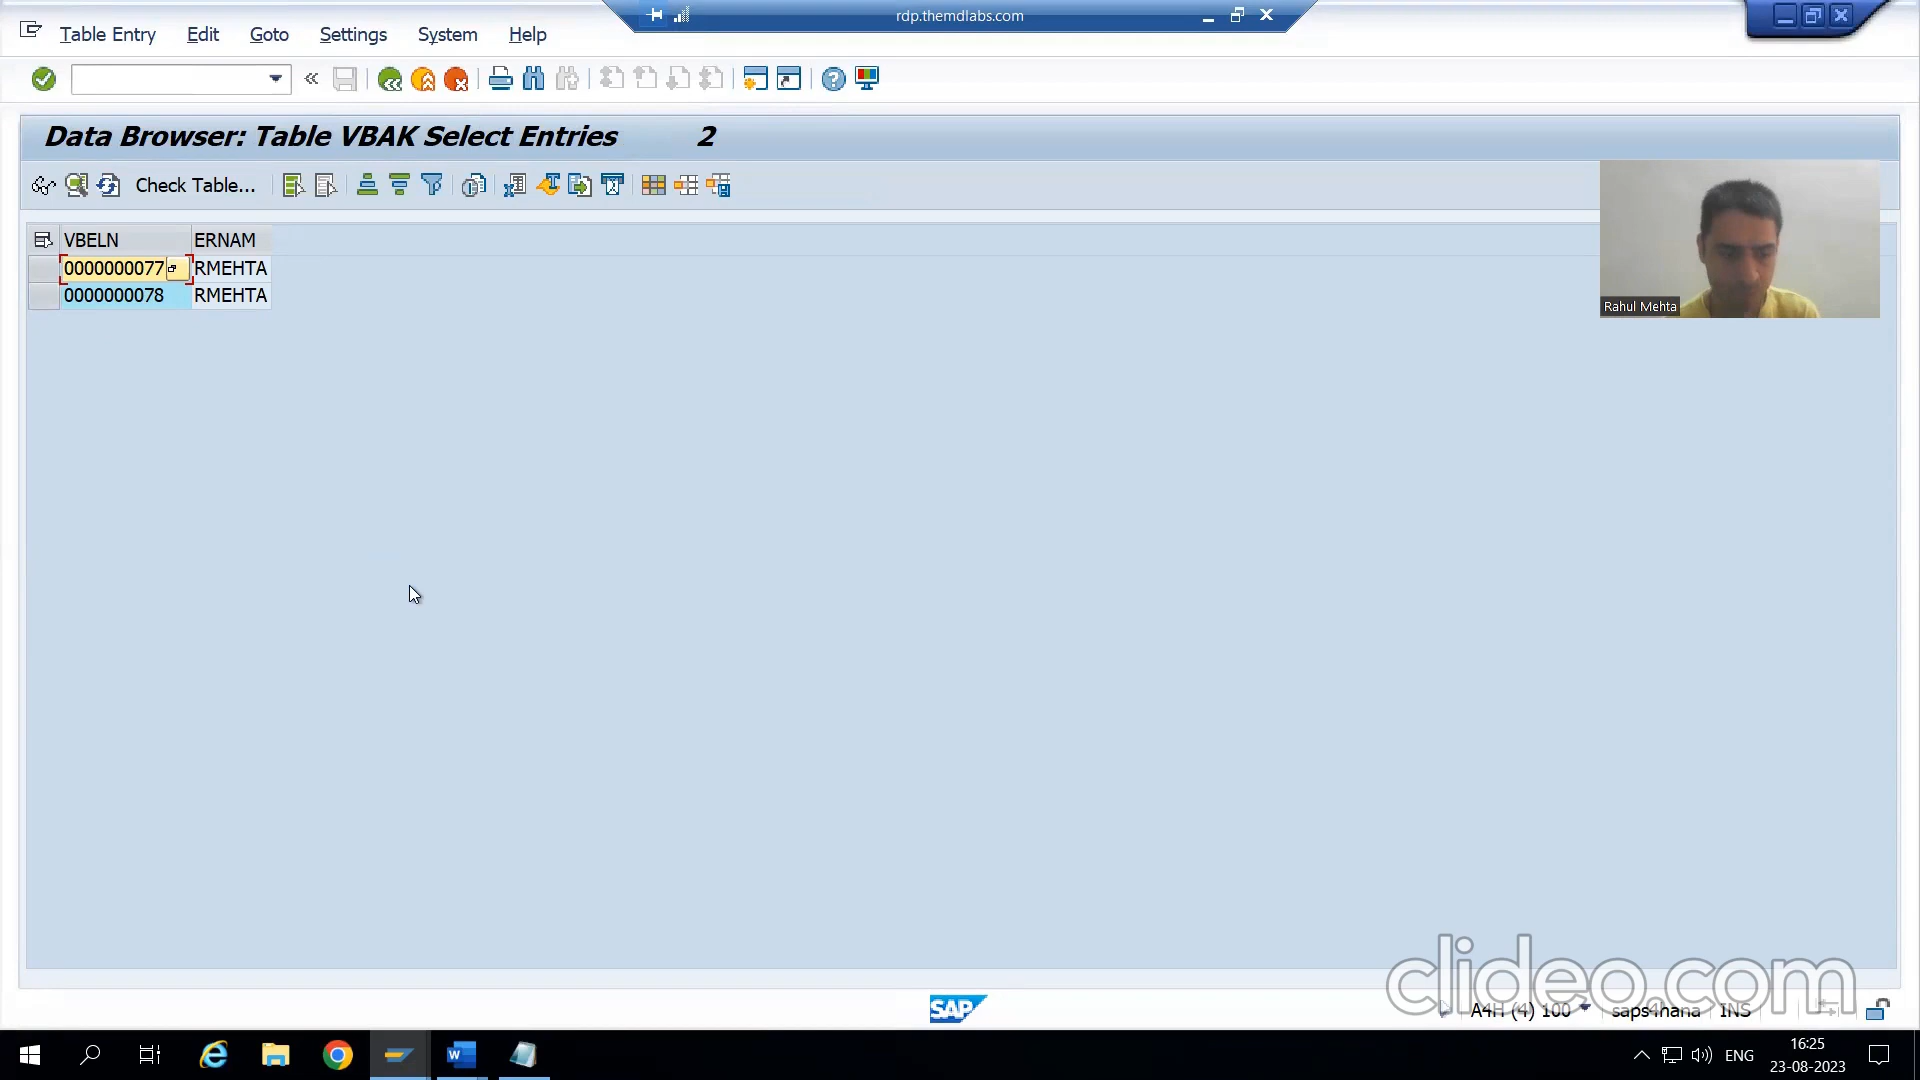 rdp.themdlabs.com
Table Entry Edit Goto Settings System Help
Data Browser: Table VBAK Select Entries 2
Check Table...
VBELN ERNAM
0000000077 RMEHTA
0000000078 RMEHTA
Rahul Mehta
clideo.com
SAP
A4H (4) 100 saps4hana INS
ENG
16:25
23-08-2023